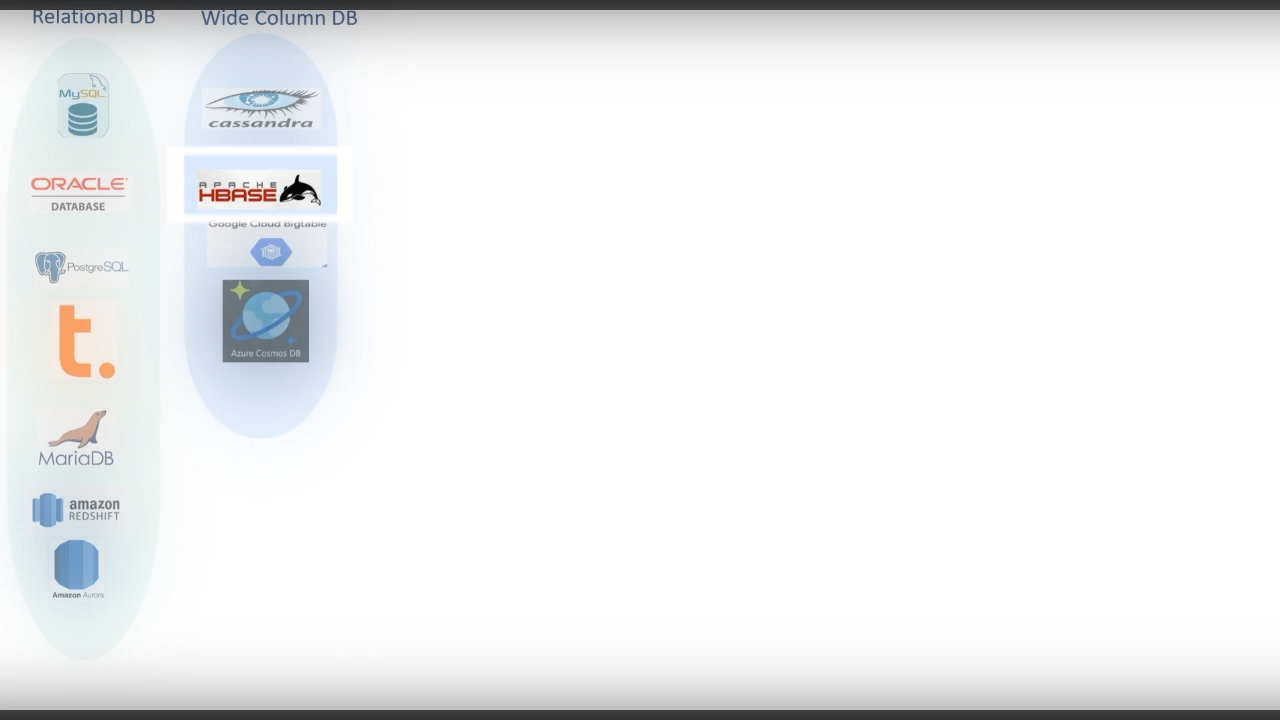 Relational DB
Wide Column DB
MySQL
cassandra
ORACLE
DATABASE
APACHE
HBASE
Google Cloud Bigtable
PostgreSQL
t.
Azure Cosmos DB
MariaDB
amazon
REDSHIFT
Amazon Aurora